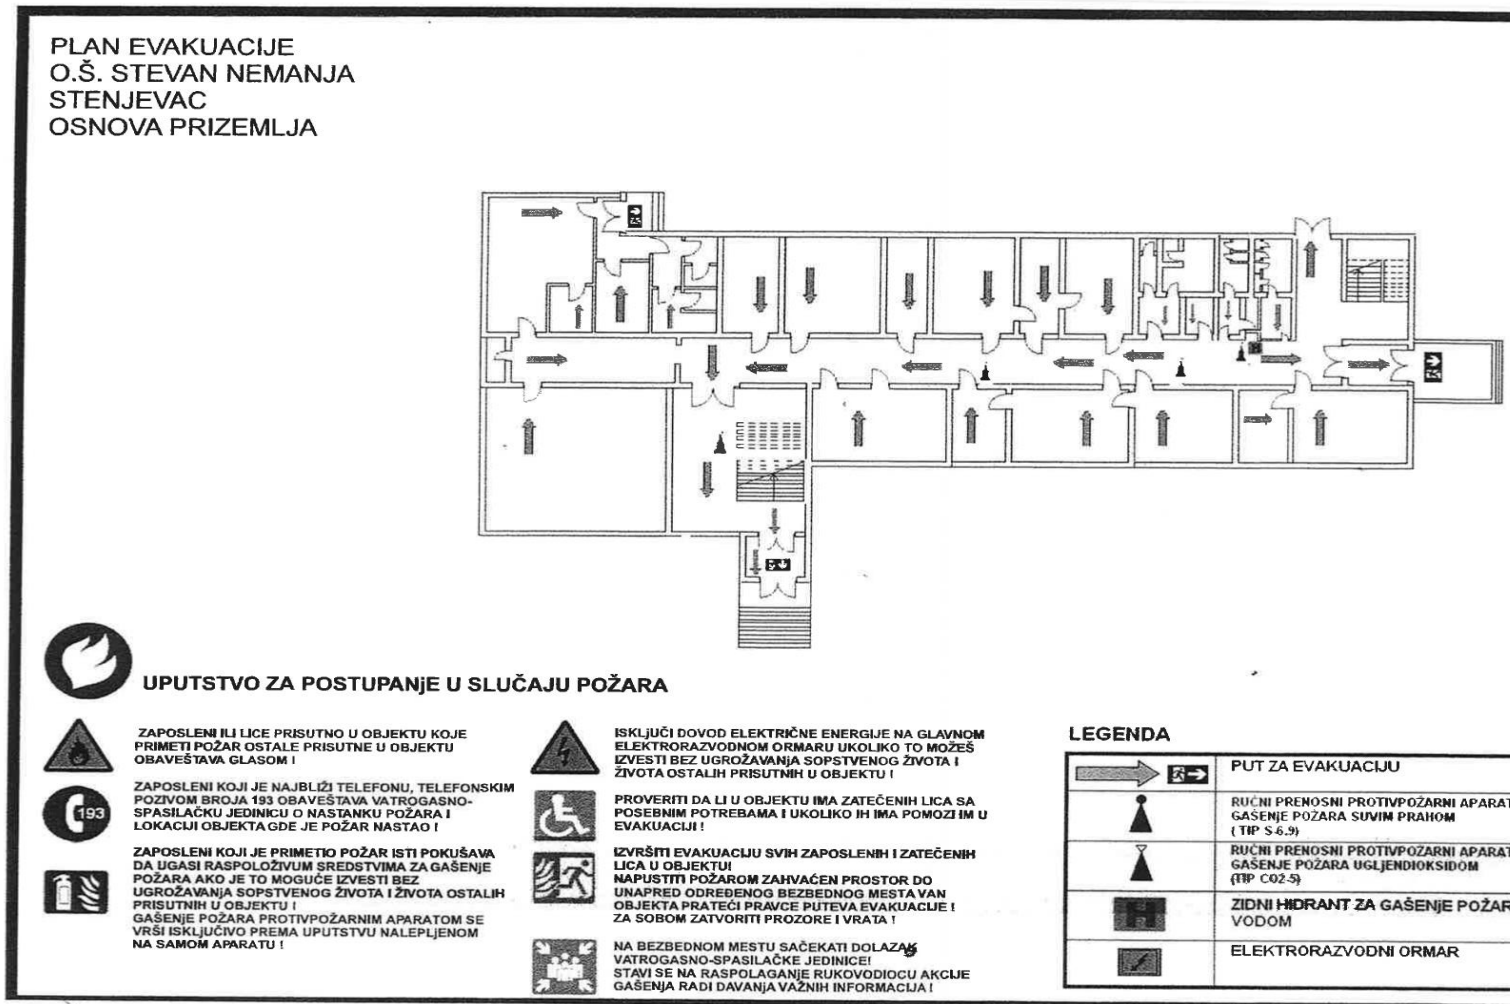 PLAN EVAKUACIJE
O.Š. STEVAN NEMANJA
STENJEVAC
OSNOVA PRIZEMLJA
UPUTSTVO ZA POSTUPANjE U SLUČAJU POŽARA
ZAPOSLENI ILI LICE PRISUTNO U OBJEKTU KOJE
PRIMETI POŽAR OSTALE PRISUTNE U OBJEKTU
OBAVEŠTAVA GLASOM !
193
ZAPOSLENI KOJI JE NAJBLIŽI TELEFONU, TELEFONSKIM
POZIVOM BROJA 193 OBAVEŠTAVA VATROGASNO-
SPASILAČKU JEDINICU O NASTANKU POŽARA I
LOKACIJI OBJEKTA GDE JE POŽAR NASTAO !
ZAPOSLENI KOJI JE PRIMETIO POŽAR ISTI POKUŠAVA
DA UGASI RASPOLOŽIVUM SREDSTVIMA ZA GAŠENJE
POŽARA AKO JE TO MOGUĆE IZVESTI BEZ
UGROŽAVANJA SOPSTVENOG ŽIVOTA I ŽIVOTA OSTALIH
PRISUTNIH U OBJEKTU !
GAŠENJE POŽARA PROTIVPOŽARNIM APARATOM SE
VRŠI ISKLJUČIVO PREMA UPUTSTVU NALEPLJENOM
NA SAMOM APARATU !
ISKLjUČI DOVOD ELEKTRIČNE ENERGIJE NA GLAVNOM
ELEKTRORAZVODNOM ORMARU UKOLIKO TO MOŽEŠ
IZVESTI BEZ UGROŽAVANjA SOPSTVENOG ŽIVOTA I
ŽIVOTA OSTALIH PRISUTNIH U OBJEKTU !
PROVERITI DA LI U OBJEKTU IMA ZATEČENIH LICA SA
POSEBNIM POTREBAMA I UKOLIKO IH IMA POMOZI IM U
EVAKUACIJI !
IZVRŠITI EVAKUACIJU SVIH ZAPOSLENIH I ZATEČENIH
LICA U OBJEKTU!
NAPUSTITI POŽAROM ZAHVAĆEN PROSTOR DO
UNAPRED ODREĐENOG BEZBEDNOG MESTA VAN
OBJEKTA PRATEĆI PRAVCE PUTEVA EVAKUACIJE !
ZA SOBOM ZATVORITI PROZORE I VRATA !
NA BEZBEDNOM MESTU SAČEKATI DOLAZAK
VATROGASNO-SPASILAČKE JEDINICE!
STAVI SE NA RASPOLAGANjE RUKOVODIOCU AKCIJE
GAŠENJA RADI DAVANjA VAŽNIH INFORMACIJA !
LEGENDA
PUT ZA EVAKUACIJU
RUČNI PRENOSNI PROTIVPOŽARNI APARAT
GAŠENJE POŽARA SUVIM PRAHOM
( TIP S-6.9)
RUČNI PRENOSNI PROTIVPOŽARNI APARAT
GAŠENJE POŽARA UGLjENDIOKSIDOM
(TIP CO2-5)
H
ZIDNI HIDRANT ZA GAŠENjE POŽAR
VODOM
ELEKTRORAZVODNI ORMAR